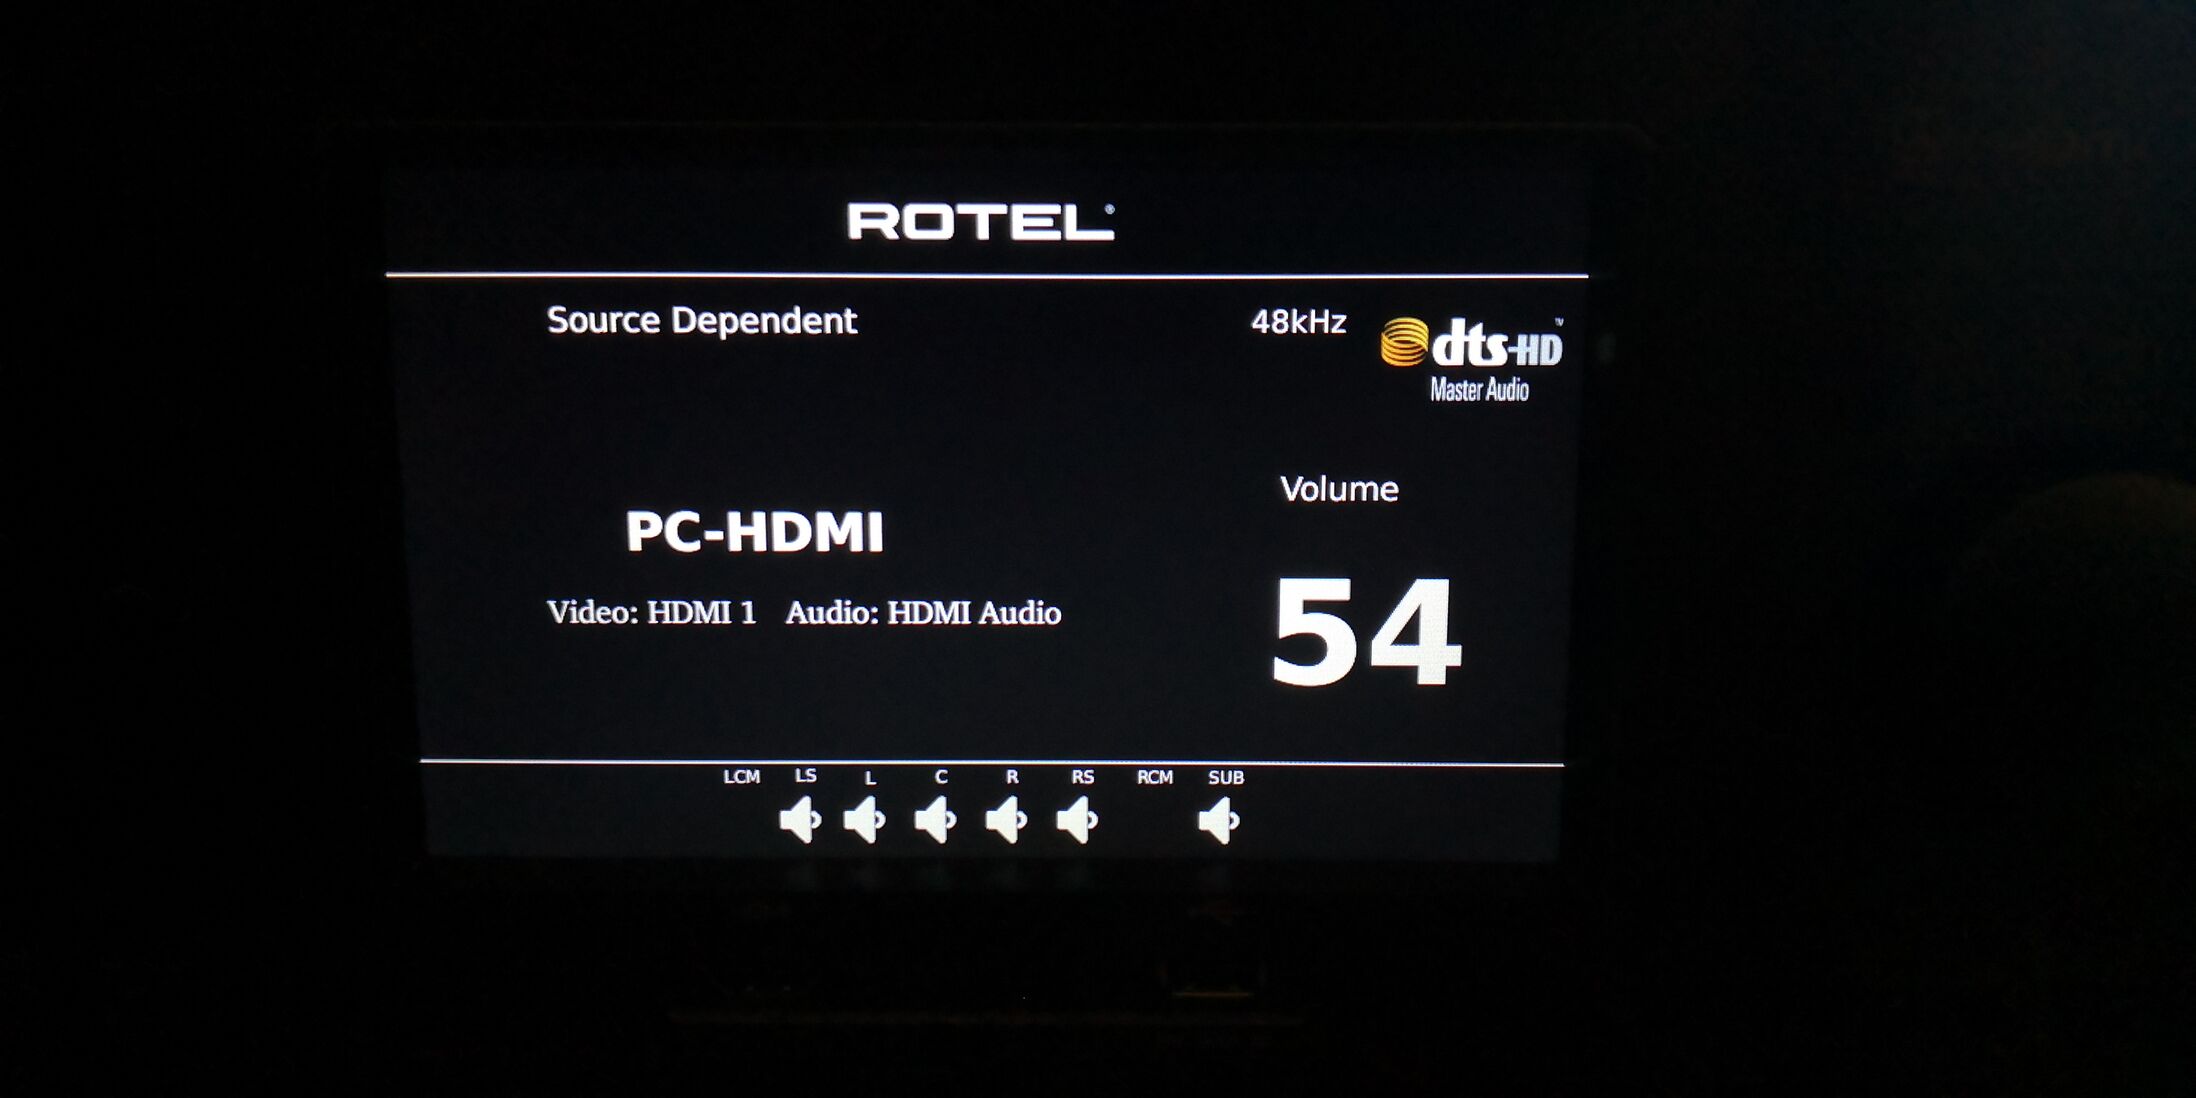 ROTEL®
Source Dependent 48kHz dts-HD™
Master Audio
Volume
PC-HDMI
54
Video: HDMI 1 Audio: HDMI Audio
LCM LS L C R RS RCM SUB